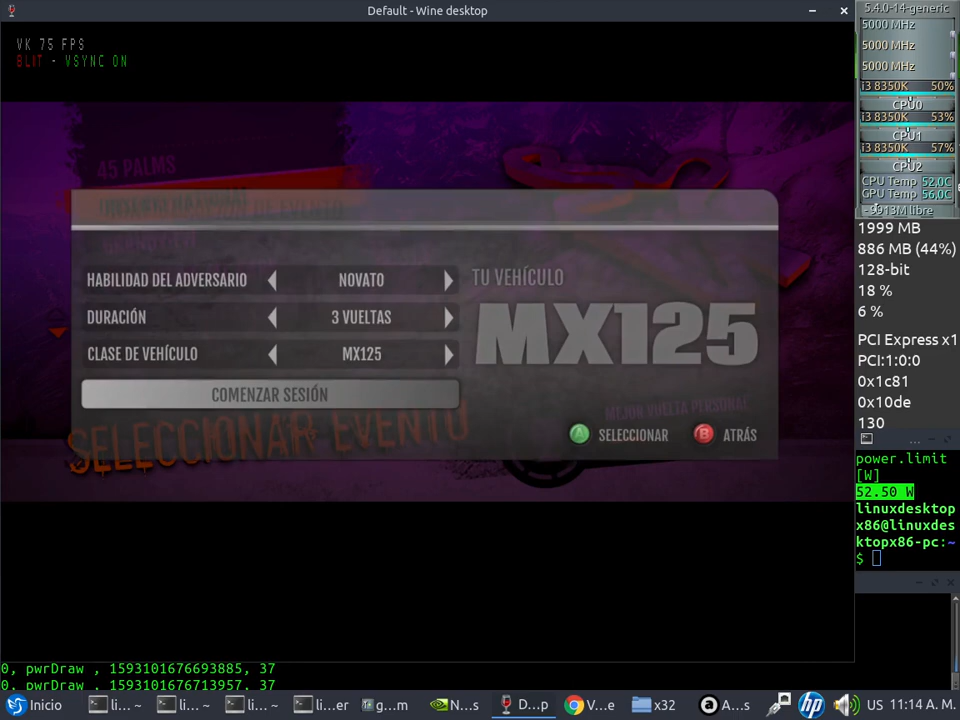 Default - Wine desktop
5.4.0-14-generic
VK 75 FPS
BLIT - VSYNC ON
5000 MHz
5000 MHz
5000 MHz
i3 8350K 50%
CPU0
i3 8350K 53%
CPU1
i3 8350K 57%
CPU2
CPU Temp 52,0C
GPU Temp 56,0C
45 PALMS
HABILIDAD DEL ADVERSARIO
NOVATO
DURACIÓN
3 VUELTAS
CLASE DE VEHÍCULO
MX125
COMENZAR SESIÓN
TU VEHÍCULO
MX125
MEJOR VUELTA PERSONAL
SELECCIONAR EVENTO
A SELECCIONAR
B ATRÁS
1999 MB
886 MB (44%)
128-bit
18 %
6 %
PCI Express x1
PCI:1:0:0
0x1c81
0x10de
130
...
power.limit
[W]
52.50 W
linuxdesktop
x86@linuxdes
ktopx86-pc:~
$
0, pwrDraw , 1593101676693885, 37
0, pwrDraw , 1593101676713957, 37
Inicio
li... ~
li... ~
li... ~
li...er
g...m
N...s
D...p
V...e
x32
A...s
hp
US 11:14 A. M.